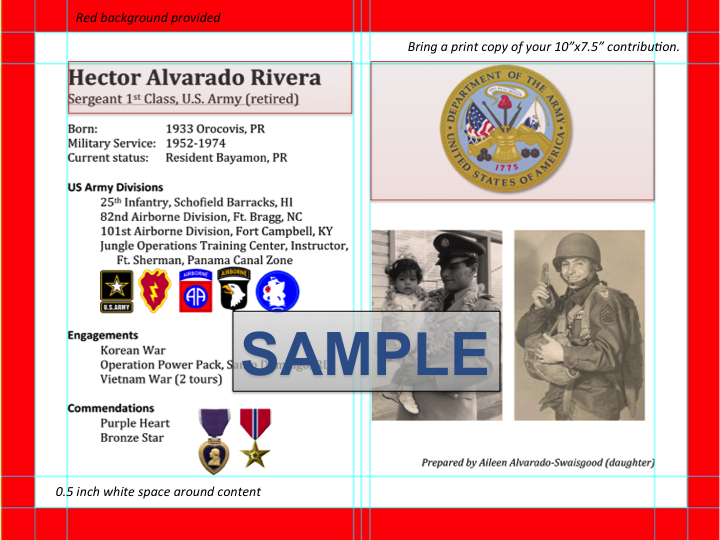 Red background provided
Bring a print copy of your 10”x7.5” contribution.
Hector Alvarado Rivera
Sergeant 1st Class, U.S. Army (retired)
Born: 1933 Orocovis, PR
Military Service: 1952-1974
Current status: Resident Bayamon, PR
US Army Divisions
25th Infantry, Schofield Barracks, HI
82nd Airborne Division, Ft. Bragg, NC
101st Airborne Division, Fort Campbell, KY
Jungle Operations Training Center, Instructor,
Ft. Sherman, Panama Canal Zone
U.S.ARMY
AIRBORNE
AA
AIRBORNE
Engagements
Korean War
Operation Power Pack, Santo Domingo, RD
Vietnam War (2 tours)
Commendations
Purple Heart
Bronze Star
DEPARTMENT OF THE ARMY
UNITED STATES OF AMERICA
1775
SAMPLE
Prepared by Aileen Alvarado-Swaisgood (daughter)
0.5 inch white space around content